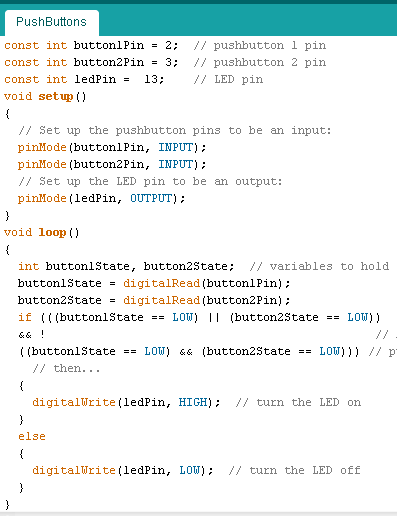 PushButtons
const int button1Pin = 2;  // pushbutton 1 pin
const int button2Pin = 3;  // pushbutton 2 pin
const int ledPin =  13;    // LED pin
void setup()
{
  // Set up the pushbutton pins to be an input:
  pinMode(button1Pin, INPUT);
  pinMode(button2Pin, INPUT);
  // Set up the LED pin to be an output:
  pinMode(ledPin, OUTPUT);
}
void loop()
{
  int button1State, button2State;  // variables to hold
  button1State = digitalRead(button1Pin);
  button2State = digitalRead(button2Pin);
  if (((button1State == LOW) || (button2State == LOW))
  && !                                               //
  ((button1State == LOW) && (button2State == LOW))) //
    // then...
  {
    digitalWrite(ledPin, HIGH);  // turn the LED on
  }
  else
  {
    digitalWrite(ledPin, LOW);  // turn the LED off
  }
}